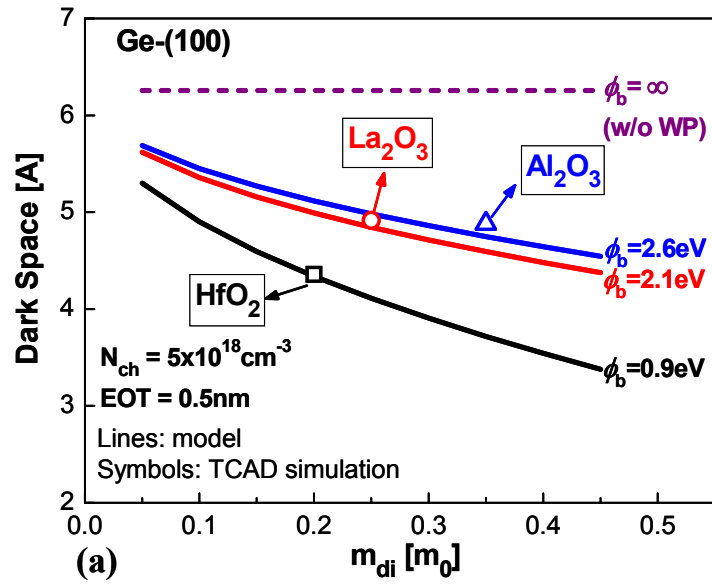 Ge-(100)
ϕb = ∞
(w/o WP)
La2O3
Al2O3
HfO2
ϕb=2.6eV
ϕb=2.1eV
ϕb=0.9eV
Nch = 5x10^18cm^-3
EOT = 0.5nm
Lines: model
Symbols: TCAD simulation
Dark Space [A]
7
6
5
4
3
2
0.0 0.1 0.2 0.3 0.4 0.5
(a)
mdi [m0]